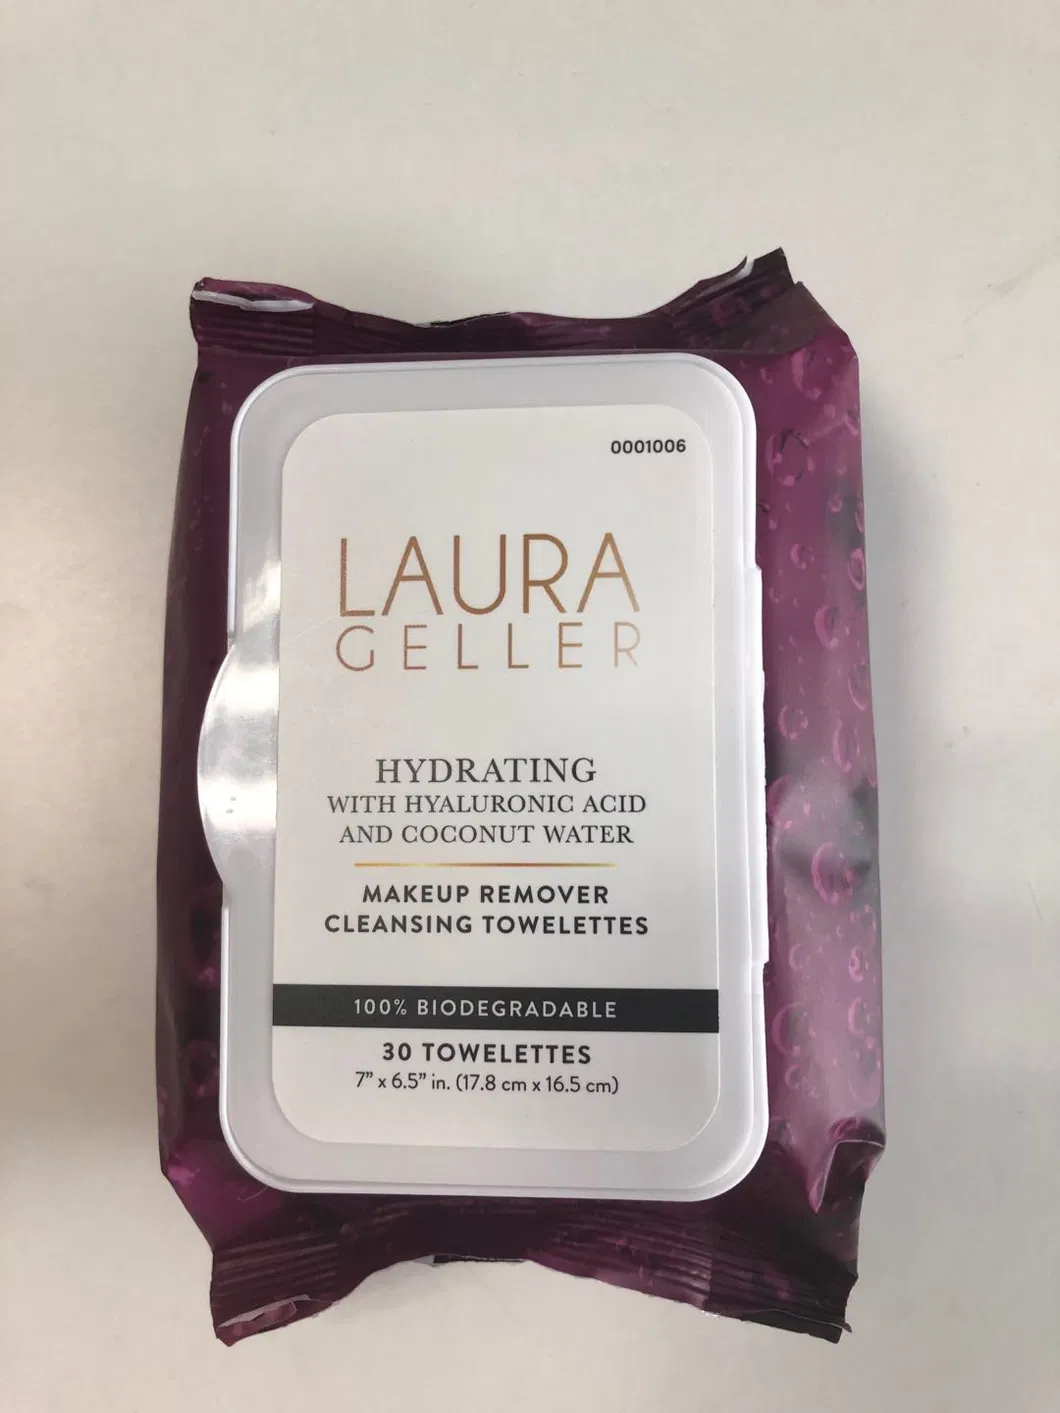 0001006
LAURA
GELLER
HYDRATING
WITH HYALURONIC ACID
AND COCONUT WATER
MAKEUP REMOVER
CLEANSING TOWELETTES
100% BIODEGRADABLE
30 TOWELETTES
7” x 6.5” in. (17.8 cm x 16.5 cm)